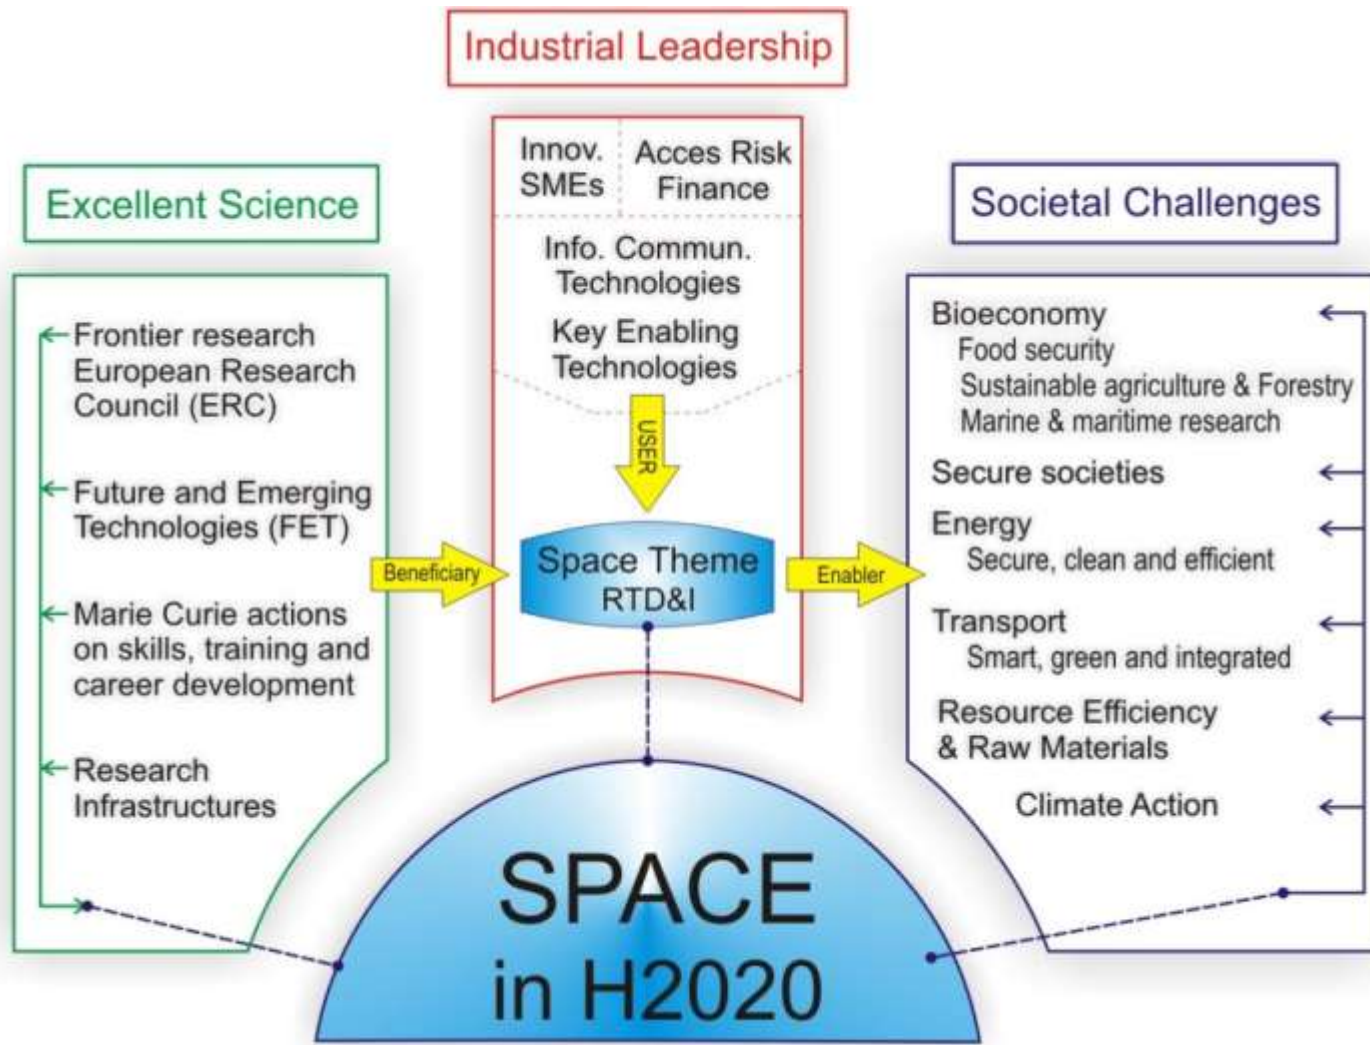 Industrial Leadership
Innov.
SMEs
Acces Risk
Finance
Info. Commun.
Technologies
Key Enabling
Technologies
USER
Space Theme
RTD&I
Excellent Science
Frontier research
European Research
Council (ERC)
Future and Emerging
Technologies (FET)
Marie Curie actions
on skills, training and
career development
Research
Infrastructures
Beneficiary
Enabler
Societal Challenges
Bioeconomy
Food security
Sustainable agriculture & Forestry
Marine & maritime research
Secure societies
Energy
Secure, clean and efficient
Transport
Smart, green and integrated
Resource Efficiency
& Raw Materials
Climate Action
SPACE
in H2020